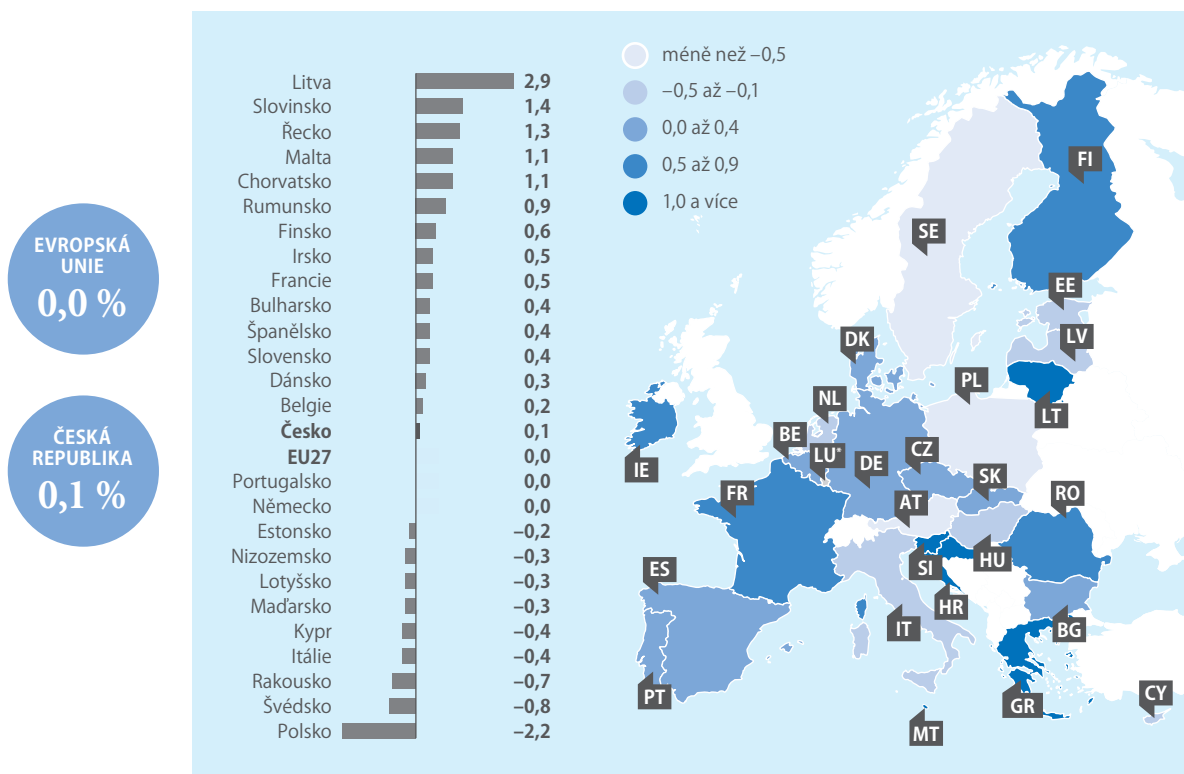 EVROPSKÁ
UNIE
0,0 %
ČESKÁ
REPUBLIKA
0,1 %
Litva 2,9
Slovinsko 1,4
Řecko 1,3
Malta 1,1
Chorvatsko 1,1
Rumunsko 0,9
Finsko 0,6
Irsko 0,5
Francie 0,5
Bulharsko 0,4
Španělsko 0,4
Slovensko 0,4
Dánsko 0,3
Belgie 0,2
Česko 0,1
EU27 0,0
Portugalsko 0,0
Německo 0,0
Estonsko –0,2
Nizozemsko –0,3
Lotyšsko –0,3
Maďarsko –0,3
Kypr –0,4
Itálie –0,4
Rakousko –0,7
Švédsko –0,8
Polsko –2,2
méně než –0,5
–0,5 až –0,1
0,0 až 0,4
0,5 až 0,9
1,0 a více
FI
SE
EE
LV
DK
PL
NL
LT
BE
CZ
IE
LU*
DE
SK
FR
AT
RO
HU
SI
ES
HR
IT
BG
PT
GR
CY
MT